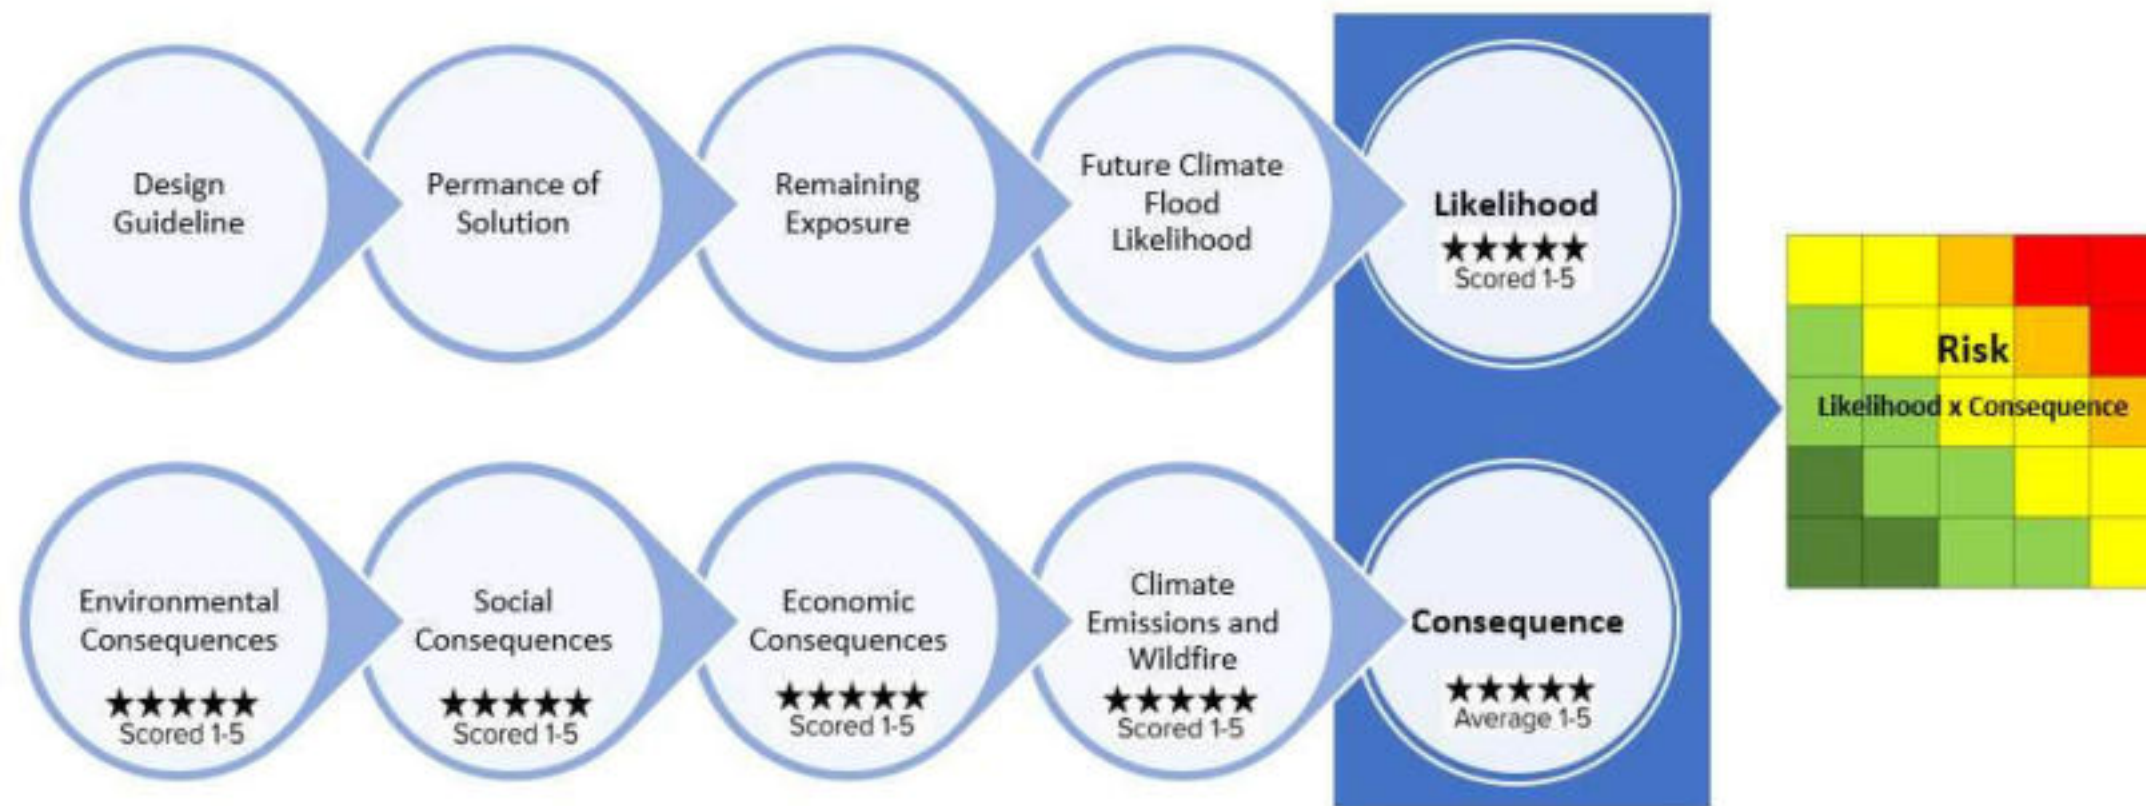 Design
Guideline
Permance of
Solution
Remaining
Exposure
Future Climate
Flood
Likelihood
Likelihood
★★★★★
Scored 1-5
Environmental
Consequences
★★★★★
Scored 1-5
Social
Consequences
★★★★★
Scored 1-5
Economic
Consequences
★★★★★
Scored 1-5
Climate
Emissions and
Wildfire
★★★★★
Scored 1-5
Consequence
★★★★★
Average 1-5
Risk
Likelihood x Consequence